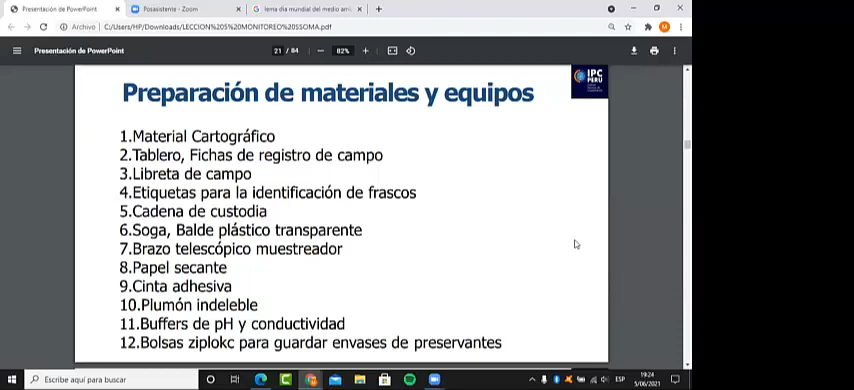 Presentación de PowerPoint
Posasistente - Zoom
lema dia mundial del medio am
Archivo
C:/Users/HP/Downloads/LECCION%205%20MONITOREO%20SSOMA.pdf
M
Presentación de PowerPoint
21 / 84
82%
Preparación de materiales y equipos
IPC
PERÚ
1.Material Cartográfico
2.Tablero, Fichas de registro de campo
3.Libreta de campo
4.Etiquetas para la identificación de frascos
5.Cadena de custodia
6.Soga, Balde plástico transparente
7.Brazo telescópico muestreador
8.Papel secante
9.Cinta adhesiva
10.Plumón indeleble
11.Buffers de pH y conductividad
12.Bolsas ziplokc para guardar envases de preservantes
Escribe aquí para buscar
ESP
19:24
5/06/2021